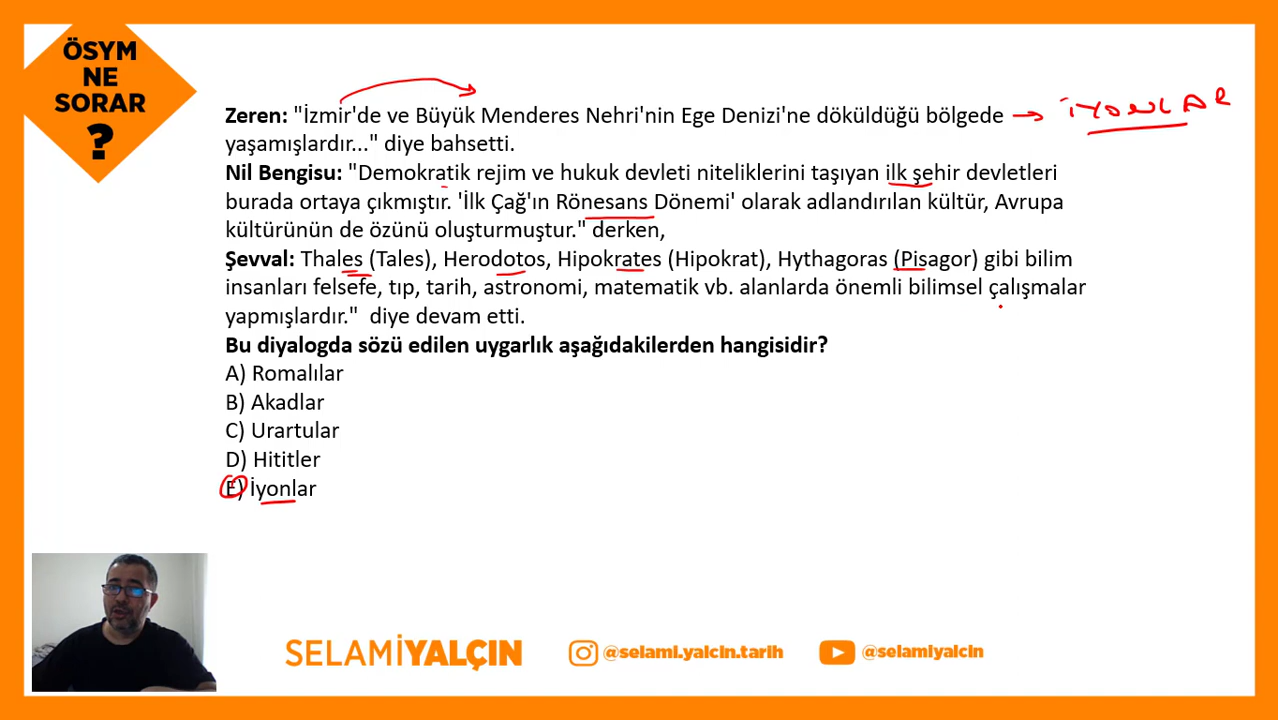 ÖSYM
NE
SORAR
?
Zeren: "İzmir'de ve Büyük Menderes Nehri'nin Ege Denizi'ne döküldüğü bölgede → İYONLAR
yaşamışlardır..." diye bahsetti.
Nil Bengisu: "Demokratik rejim ve hukuk devleti niteliklerini taşıyan ilk şehir devletleri
burada ortaya çıkmıştır. 'İlk Çağ'ın Rönesans Dönemi' olarak adlandırılan kültür, Avrupa
kültürünün de özünü oluşturmuştur." derken,
Şevval: Thales (Tales), Herodotos, Hipokrates (Hipokrat), Hythagoras (Pisagor) gibi bilim
insanları felsefe, tıp, tarih, astronomi, matematik vb. alanlarda önemli bilimsel çalışmalar
yapmışlardır." diye devam etti.
Bu diyalogda sözü edilen uygarlık aşağıdakilerden hangisidir?
A) Romalılar
B) Akadlar
C) Urartular
D) Hititler
E) İyonlar
SELAMİYALÇIN @selami.yalcin.tarih @selamiyalcin